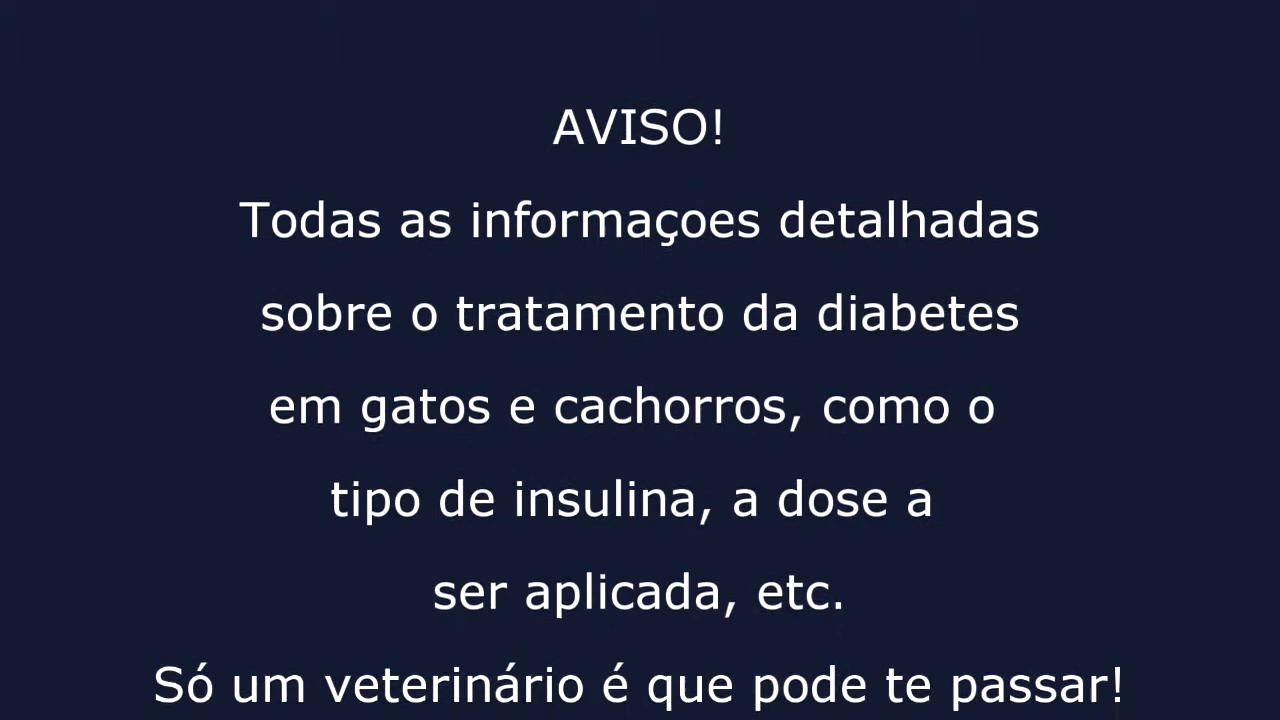 AVISO!
Todas as informaçoes detalhadas
sobre o tratamento da diabetes
em gatos e cachorros, como o
tipo de insulina, a dose a
ser aplicada, etc.
Só um veterinário é que pode te passar!